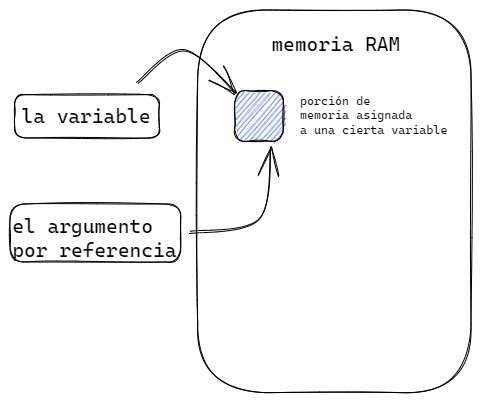 memoria RAM
la variable
porción de
memoria asignada
a una cierta variable
el argumento
por referencia